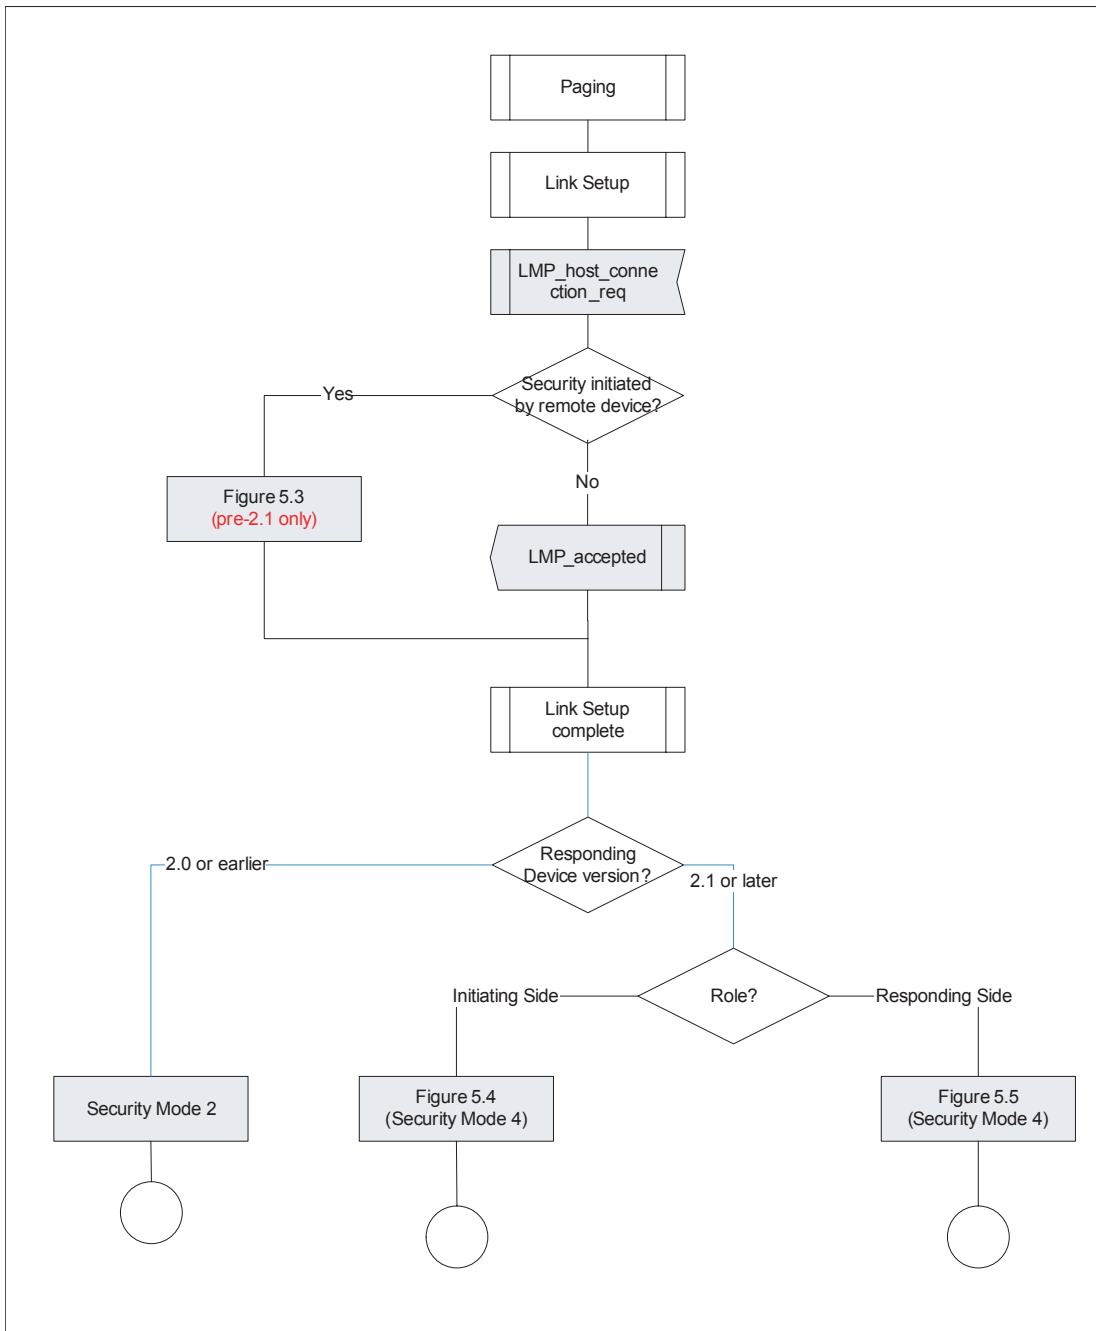 Paging
Link Setup
LMP_host_conne
ction_req
Security initiated
by remote device?
Yes
No
Figure 5.3
(pre-2.1 only)
LMP_accepted
Link Setup
complete
Responding
Device version?
2.0 or earlier
2.1 or later
Role?
Initiating Side
Responding Side
Security Mode 2
Figure 5.4
(Security Mode 4)
Figure 5.5
(Security Mode 4)